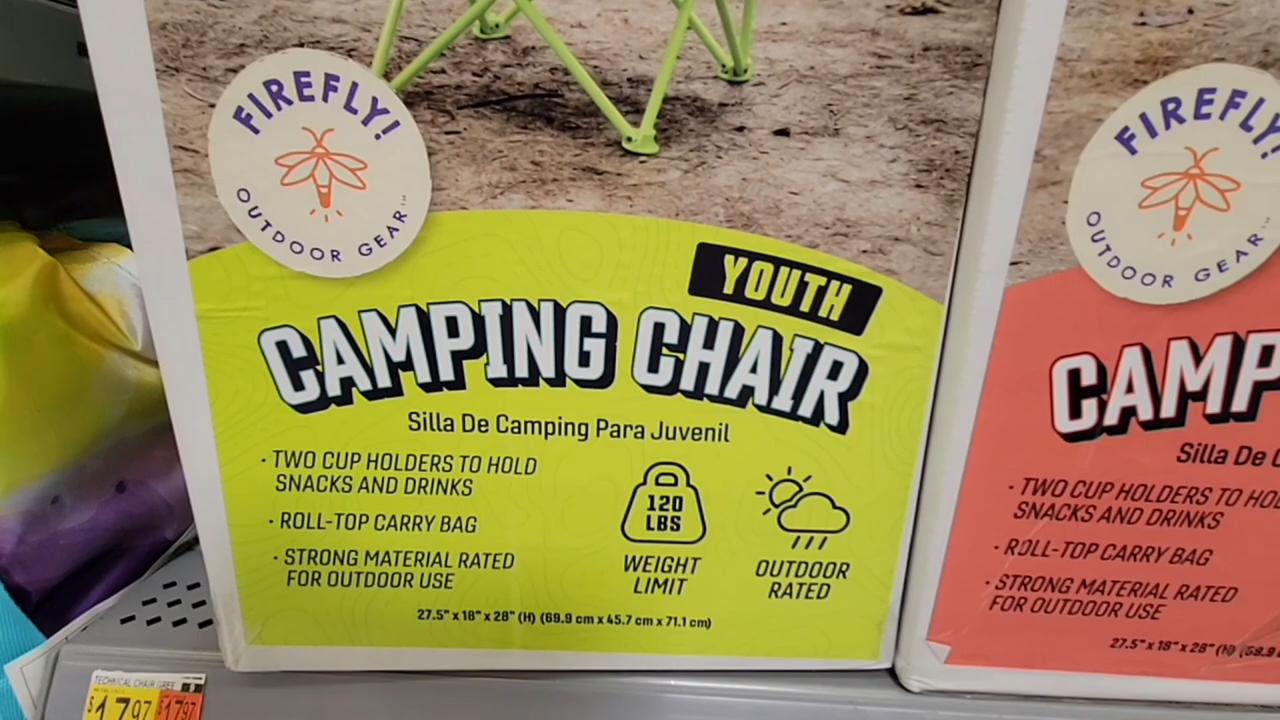 FIREFLY!
OUTDOOR GEAR™
YOUTH
CAMPING CHAIR
Silla De Camping Para Juvenil
· TWO CUP HOLDERS TO HOLD
SNACKS AND DRINKS
· ROLL-TOP CARRY BAG
· STRONG MATERIAL RATED
FOR OUTDOOR USE
120
LBS
WEIGHT
LIMIT
OUTDOOR
RATED
27.5" x 18" x 28" (H) (69.9 cm x 45.7 cm x 71.1 cm)
FIREFLY!
OUTDOOR GEAR
CAMP
Silla De C
· TWO CUP HOLDERS TO HOL
SNACKS AND DRINKS
· ROLL-TOP CARRY BAG
· STRONG MATERIAL RATED
FOR OUTDOOR USE
27.5" x 18" x 28" (H)
TECHNICAL CHAIR GREE
$17.97
$17.97